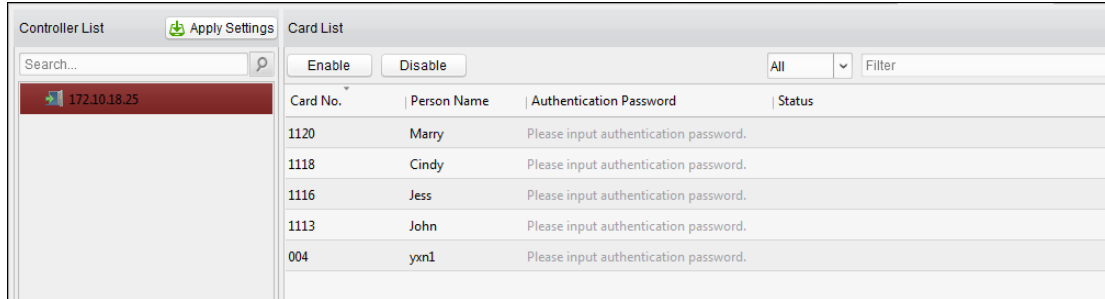 Controller List Apply Settings Card List
Search... Enable Disable All Filter
172.10.18.25 Card No. Person Name Authentication Password Status
1120 Marry Please input authentication password.
1118 Cindy Please input authentication password.
1116 Jess Please input authentication password.
1113 John Please input authentication password.
004 yxn1 Please input authentication password.